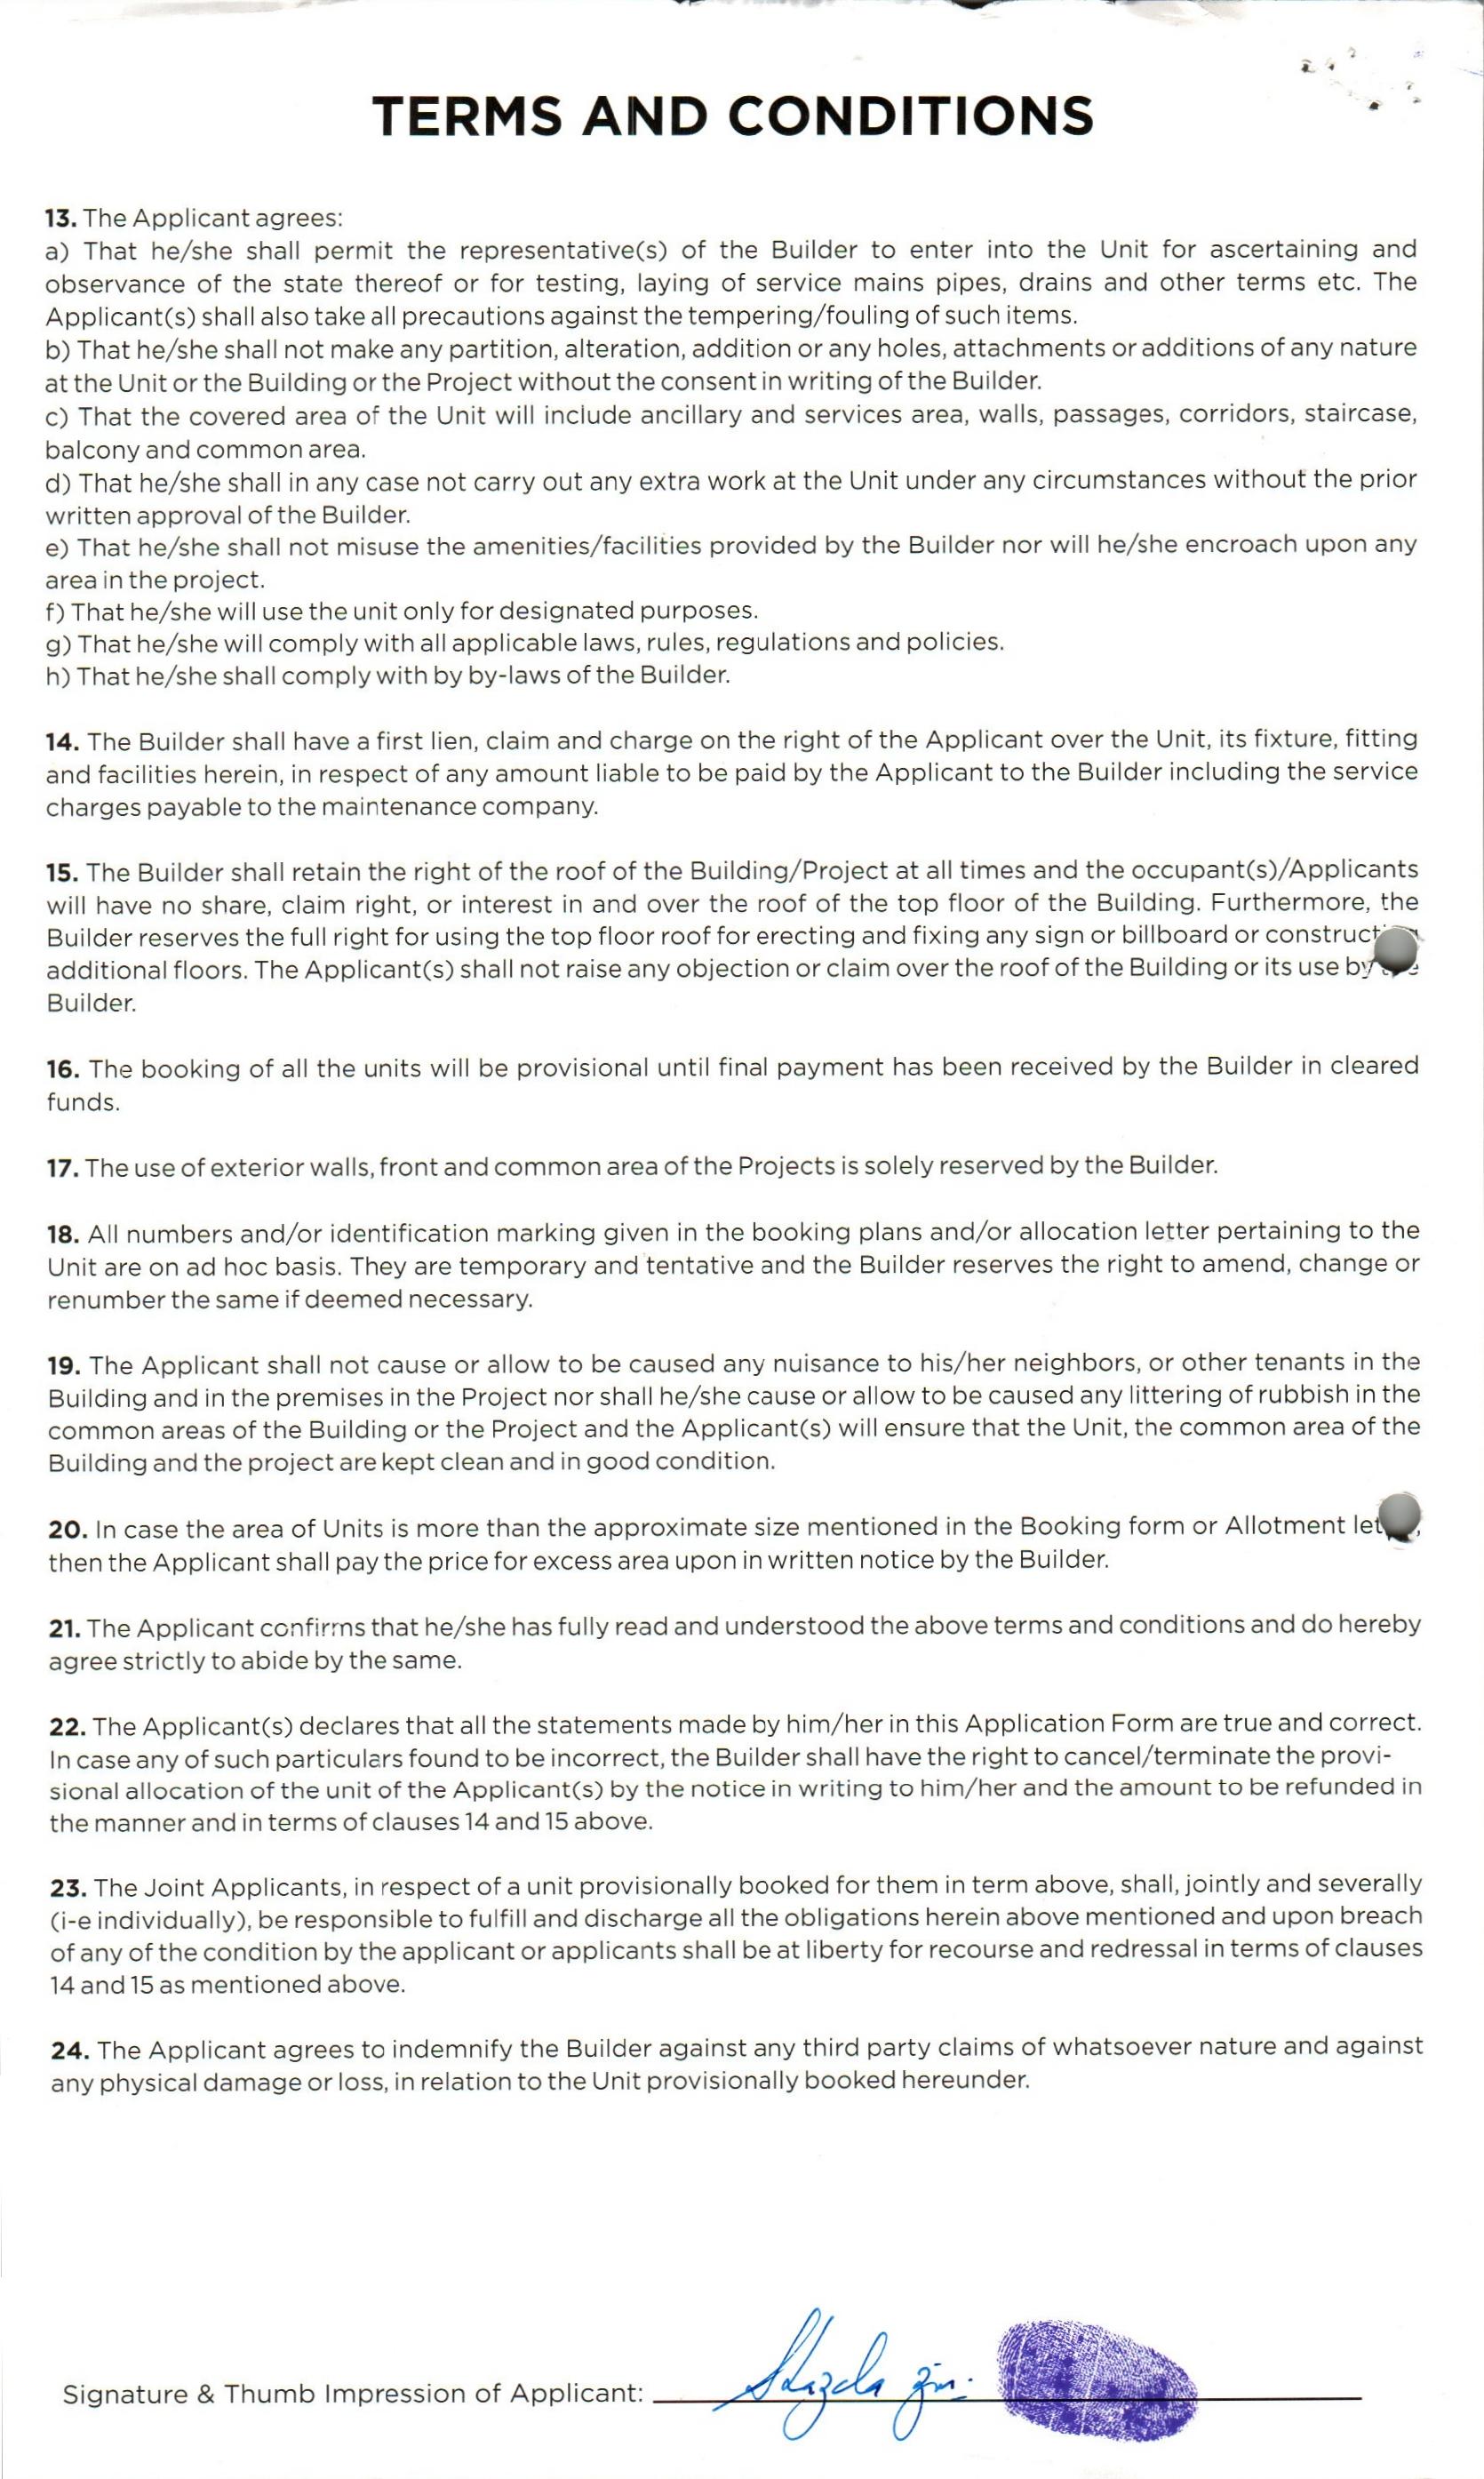 TERMS AND CONDITIONS
13. The Applicant agrees:
a) That he/she shall permit the representative(s) of the Builder to enter into the Unit for ascertaining and
observance of the state thereof or for testing, laying of service mains pipes, drains and other terms etc. The
Applicant(s) shall also take all precautions against the tempering/fouling of such items.
b) That he/she shall not make any partition, alteration, addition or any holes, attachments or additions of any nature
at the Unit or the Building or the Project without the consent in writing of the Builder.
c) That the covered area of the Unit will include ancillary and services area, walls, passages, corridors, staircase,
balcony and common area.
d) That he/she shall in any case not carry out any extra work at the Unit under any circumstances without the prior
written approval of the Builder.
e) That he/she shall not misuse the amenities/facilities provided by the Builder nor will he/she encroach upon any
area in the project.
f) That he/she will use the unit only for designated purposes.
g) That he/she will comply with all applicable laws, rules, regulations and policies.
h) That he/she shall comply with by by-laws of the Builder.
14. The Builder shall have a first lien, claim and charge on the right of the Applicant over the Unit, its fixture, fitting
and facilities herein, in respect of any amount liable to be paid by the Applicant to the Builder including the service
charges payable to the maintenance company.
15. The Builder shall retain the right of the roof of the Building/Project at all times and the occupant(s)/Applicants
will have no share, claim right, or interest in and over the roof of the top floor of the Building. Furthermore, the
Builder reserves the full right for using the top floor roof for erecting and fixing any sign or billboard or
additional floors. The Applicant(s) shall not raise any objection or claim over the roof of the Building or its use by
Builder.
16. The booking of all the units will be provisional until final payment has been received by the Builder in cleared
funds.
17. The use of exterior walls, front and common area of the Projects is solely reserved by the Builder.
18. All numbers and/or identification marking given in the booking plans and/or allocation letter pertaining to the
Unit are on ad hoc basis. They are temporary and tentative and the Builder reserves the right to amend, change or
renumber the same if deemed necessary.
19. The Applicant shall not cause or allow to be caused any nuisance to his/her neighbors, or other tenants in the
Building and in the premises in the Project nor shall he/she cause or allow to be caused any littering of rubbish in the
common areas of the Building or the Project and the Applicant(s) will ensure that the Unit, the common area of the
Building and the project are kept clean and in good condition.
20. In case the area of Units is more than the approximate size mentioned in the Booking form or Allotment
then the Applicant shall pay the price for excess area upon in written notice by the Builder.
21. The Applicant confirms that he/she has fully read and understood the above terms and conditions and do hereby
agree strictly to abide by the same.
22. The Applicant(s) declares that all the statements made by him/her in this Application Form are true and correct.
In case any of such particulars found to be incorrect, the Builder shall have the right to cancel/terminate the provi-
sional allocation of the unit of the Applicant(s) by the notice in writing to him/her and the amount to be refunded in
the manner and in terms of clauses 14 and 15 above.
23. The Joint Applicants, in respect of a unit provisionally booked for them in term above, shall, jointly and severally
(i-e individually), be responsible to fulfill and discharge all the obligations herein above mentioned and upon breach
of any of the condition by the applicant or applicants shall be at liberty for recourse and redressal in terms of clauses
14 and 15 as mentioned above.
24. The Applicant agrees to indemnify the Builder against any third party claims of whatsoever nature and against
any physical damage or loss, in relation to the Unit provisionally booked hereunder.
Signature & Thumb Impression of Applicant: